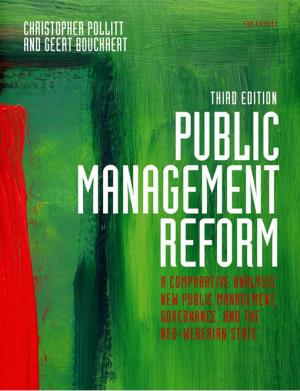 CHRISTOPHER POLLITT
AND GEERT BOUCKAERT
OXFORD
THIRD EDITION
PUBLIC
MANAGEMENT
REFORM
A COMPARATIVE ANALYSIS
NEW PUBLIC MANAGEMENT,
GOVERNANCE, AND THE
NEO-WEBERIAN STATE